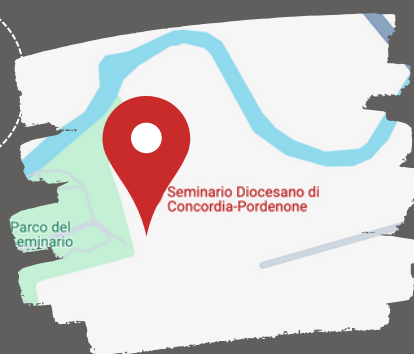 Seminario Diocesano di
Concordia-Pordenone
Parco del
eminario